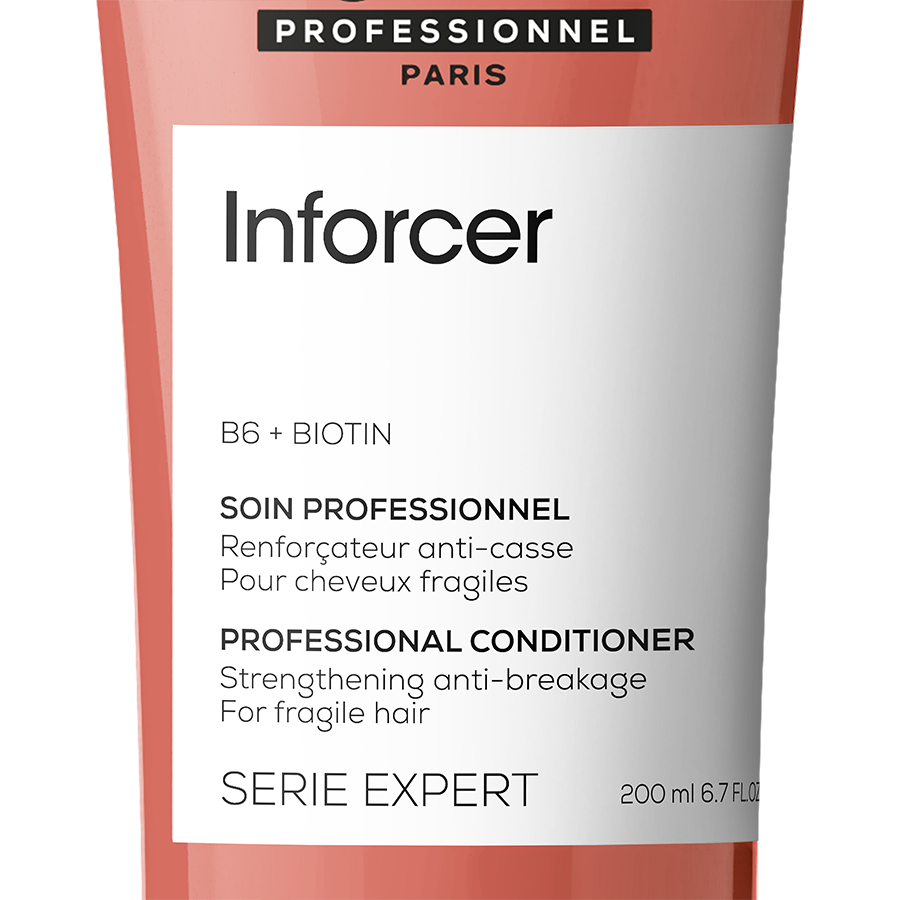 PROFESSIONNEL
PARIS
Inforcer
B6 + BIOTIN
SOIN PROFESSIONNEL
Renforçateur anti-casse
Pour cheveux fragiles
PROFESSIONAL CONDITIONER
Strengthening anti-breakage
For fragile hair
SERIE EXPERT
200 ml 6.7 FL.OZ